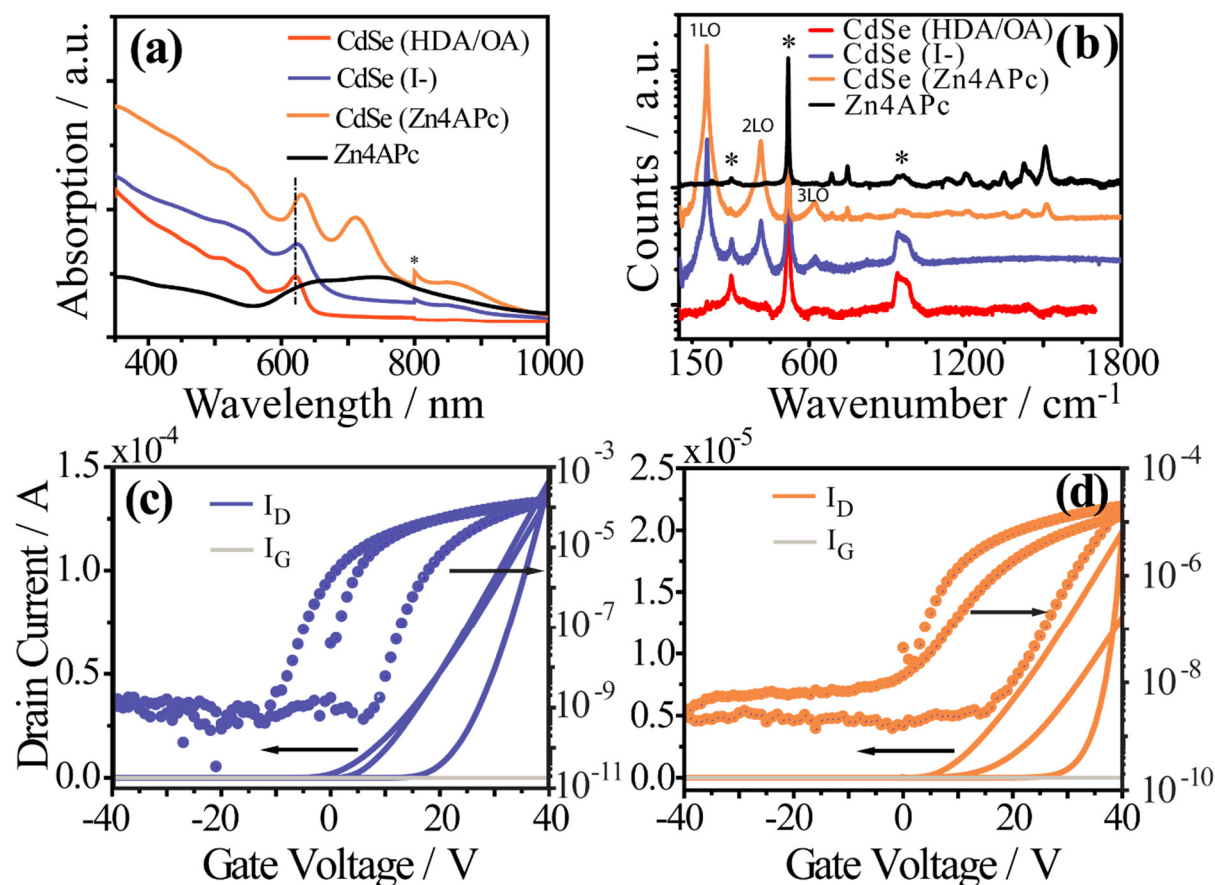 (a)
CdSe (HDA/OA)
CdSe (I-)
CdSe (Zn4APc)
Zn4APc
*
Absorption / a.u.
400 600 800 1000
Wavelength / nm
(b)
1LO
2LO
3LO
* * *
CdSe (HDA/OA)
CdSe (I-)
CdSe (Zn4APc)
Zn4APc
Counts / a.u.
150 600 1200 1800
Wavenumber / cm-1
x10-4
(c)
ID
IG
1.5
1.0
0.5
0.0
Drain Current / A
10-3
10-5
10-7
10-9
10-11
-40 -20 0 20 40
Gate Voltage / V
x10-5
(d)
ID
IG
2.5
2.0
1.5
1.0
0.5
0.0
10-4
10-6
10-8
10-10
-40 -20 0 20 40
Gate Voltage / V